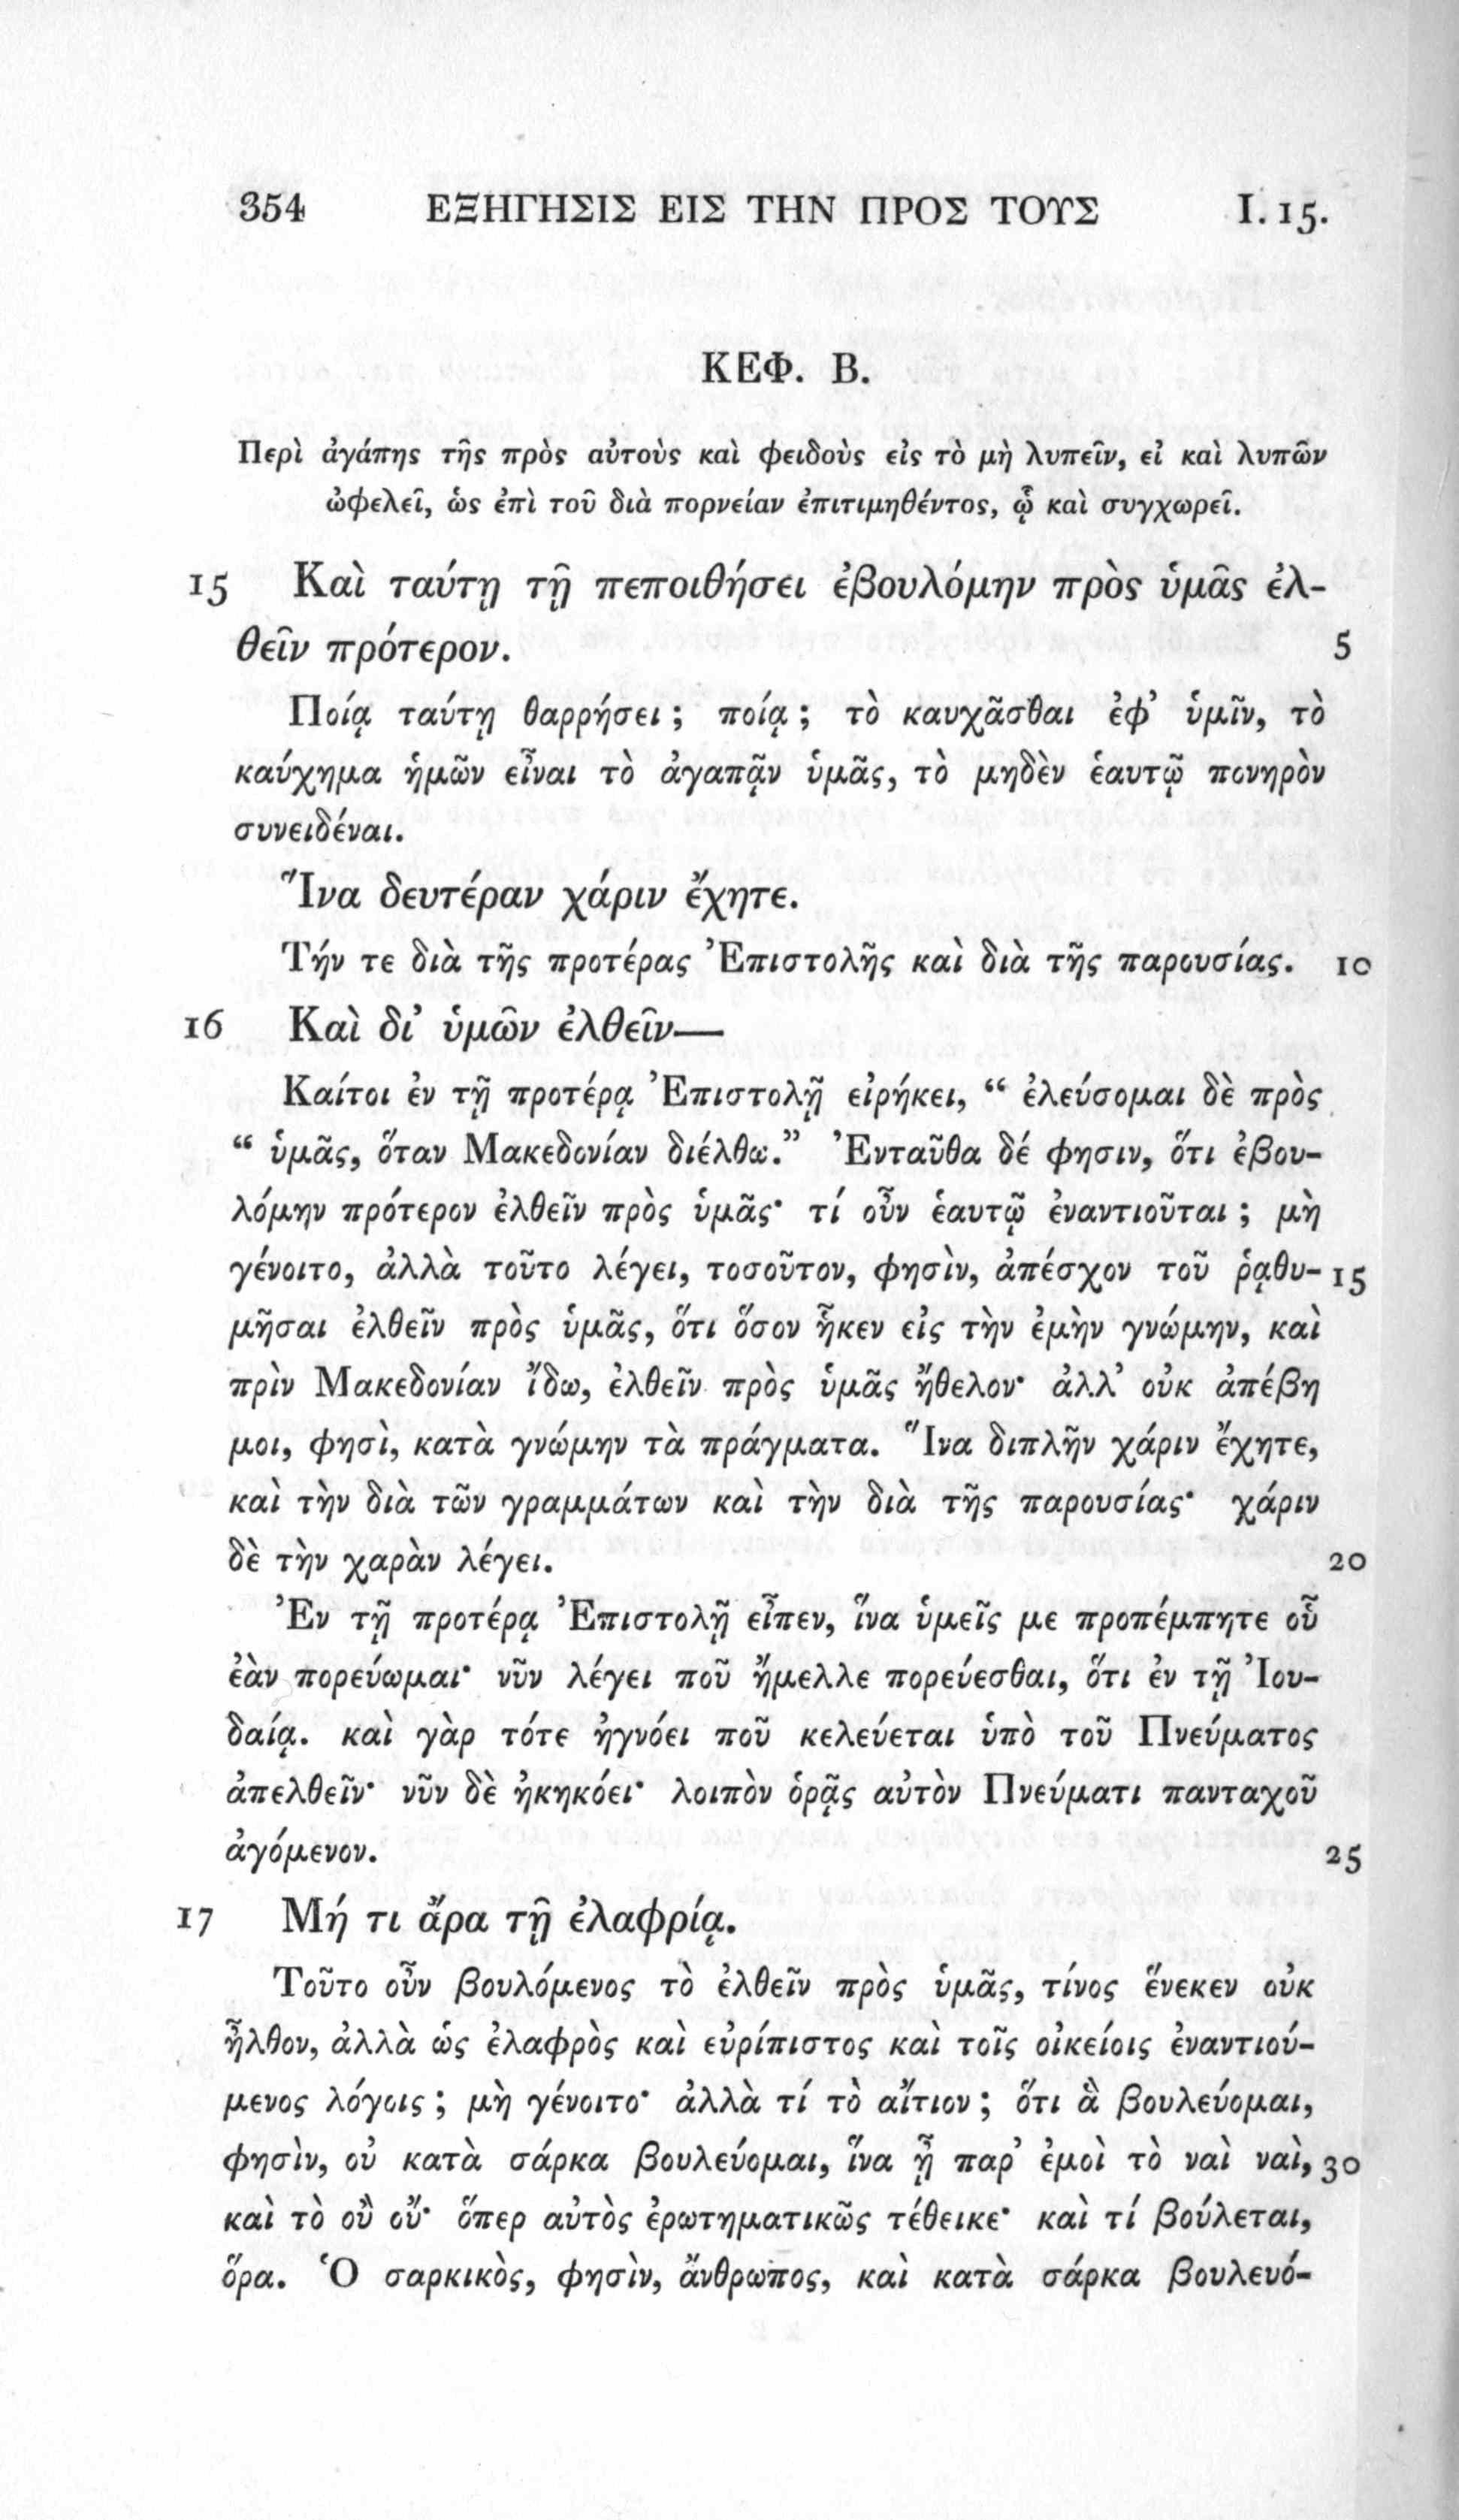 354 ΕΞΗΓΗΣΙΣ ΕΙΣ ΤΗΝ ΠΡΟΣ ΤΟΥΣ I. 15.
ΚΕΦ. Β.
Περὶ ἀγάπης τῆς πρὸς αὐτοὺς καὶ φειδοὺς εἰς τὸ μὴ λυπεῖν, εἰ καὶ λυπῶν
ὠφελεῖ, ὡς ἐπὶ τοῦ διὰ πορνείαν ἐπιτιμηθέντος, ᾧ καὶ συγχωρεῖ.
15 Καὶ ταύτῃ τῇ πεποιθήσει ἐβουλόμην πρὸς ὑμᾶς ἐλ-
θεῖν πρότερον. 5
Ποίᾳ ταύτῃ θαρρήσει ; ποίᾳ ; τὸ καυχᾶσθαι ἐφ᾽ ὑμῖν, τὸ
καύχημα ἡμῶν εἶναι τὸ ἀγαπᾷν ὑμᾶς, τὸ μηδὲν ἑαυτῷ πονηρὸν
συνειδέναι.
Ἵνα δευτέραν χάριν ἔχητε.
Τήν τε διὰ τῆς προτέρας Ἐπιστολῆς καὶ διὰ τῆς παρουσίας. 10
16 Καὶ δι᾽ ὑμῶν ἐλθεῖν—
Καίτοι ἐν τῇ προτέρᾳ Ἐπιστολῇ εἰρήκει, “ ἐλεύσομαι δὲ πρὸς
“ ὑμᾶς, ὅταν Μακεδονίαν διέλθω.” Ἐνταῦθα δέ φησιν, ὅτι ἐβου-
λόμην πρότερον ἐλθεῖν πρὸς ὑμᾶς· τί οὖν ἑαυτῷ ἐναντιοῦται ; μὴ
γένοιτο, ἀλλὰ τοῦτο λέγει, τοσοῦτον, φησὶν, ἀπέσχον τοῦ ῥᾳθυ- 15
μῆσαι ἐλθεῖν πρὸς ὑμᾶς, ὅτι ὅσον ἧκεν εἰς τὴν ἐμὴν γνώμην, καὶ
πρὶν Μακεδονίαν ἴδω, ἐλθεῖν πρὸς ὑμᾶς ἤθελον· ἀλλ᾽ οὐκ ἀπέβη
μοι, φησὶ, κατὰ γνώμην τὰ πράγματα. Ἵνα διπλῆν χάριν ἔχητε,
καὶ τὴν διὰ τῶν γραμμάτων καὶ τὴν διὰ τῆς παρουσίας· χάριν
δὲ τὴν χαρὰν λέγει. 20
Ἐν τῇ προτέρᾳ Ἐπιστολῇ εἶπεν, ἵνα ὑμεῖς με προπέμπητε οὗ
ἐὰν πορεύωμαι· νῦν λέγει ποῦ ἤμελλε πορεύεσθαι, ὅτι ἐν τῇ Ἰου-
δαίᾳ. καὶ γὰρ τότε ἠγνόει ποῦ κελεύεται ὑπὸ τοῦ Πνεύματος
ἀπελθεῖν· νῦν δὲ ἠκηκόει· λοιπὸν ὁρᾷς αὐτὸν Πνεύματι πανταχοῦ
ἀγόμενον. 25
17 Μή τι ἄρα τῇ ἐλαφρίᾳ.
Τοῦτο οὖν βουλόμενος τὸ ἐλθεῖν πρὸς ὑμᾶς, τίνος ἕνεκεν οὐκ
ἦλθον, ἀλλὰ ὡς ἐλαφρὸς καὶ εὐρίπιστος καὶ τοῖς οἰκείοις ἐναντιού-
μενος λόγοις ; μὴ γένοιτο· ἀλλὰ τί τὸ αἴτιον ; ὅτι ἃ βουλεύομαι,
φησὶν, οὐ κατὰ σάρκα βουλεύομαι, ἵνα ᾖ παρ᾽ ἐμοὶ τὸ ναὶ ναὶ, 30
καὶ τὸ οὒ οὔ· ὅπερ αὐτὸς ἐρωτηματικῶς τέθεικε· καὶ τί βούλεται,
ὅρα. Ὁ σαρκικὸς, φησὶν, ἄνθρωπος, καὶ κατὰ σάρκα βουλευό-